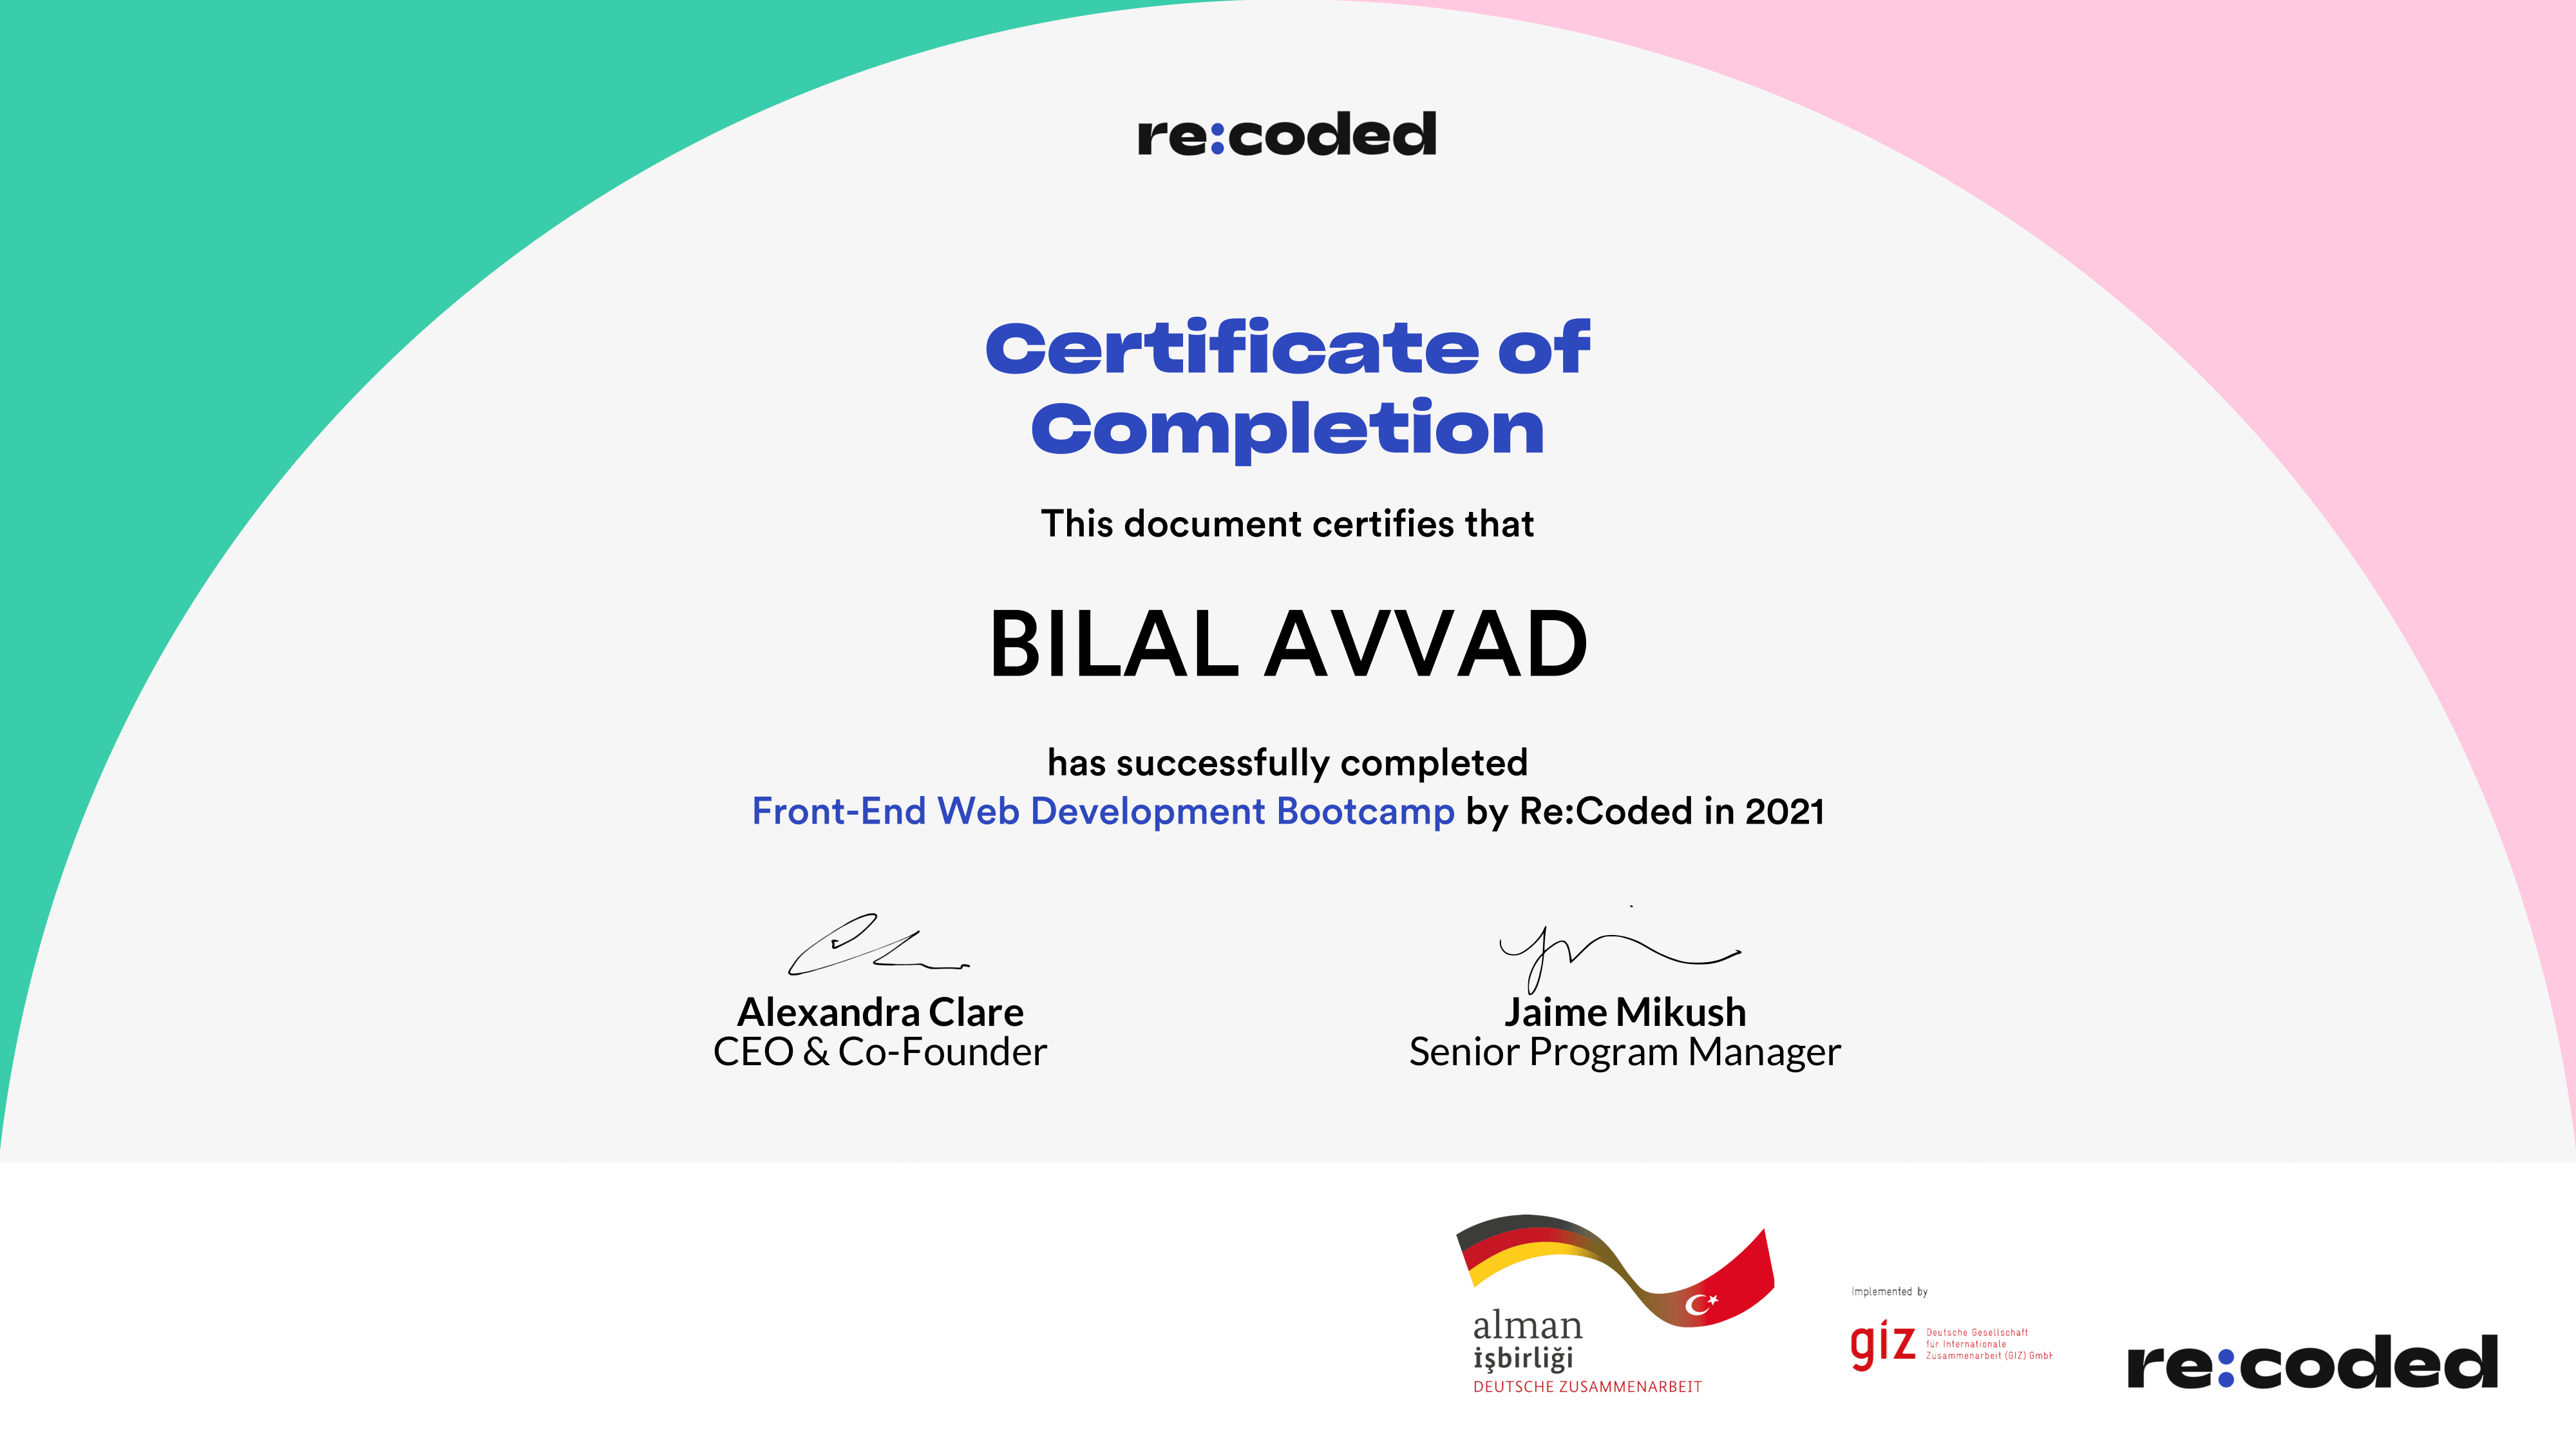 re:coded
Certificate of
Completion
This document certifies that
BILAL AVVAD
has successfully completed
Front-End Web Development Bootcamp by Re:Coded in 2021
Alexandra Clare
CEO & Co-Founder
Jaime Mikush
Senior Program Manager
alman
işbirliği
DEUTSCHE ZUSAMMENARBEIT
Implemented by
giz
Deutsche Gesellschaft
für Internationale
Zusammenarbeit (GIZ) GmbH
re:coded